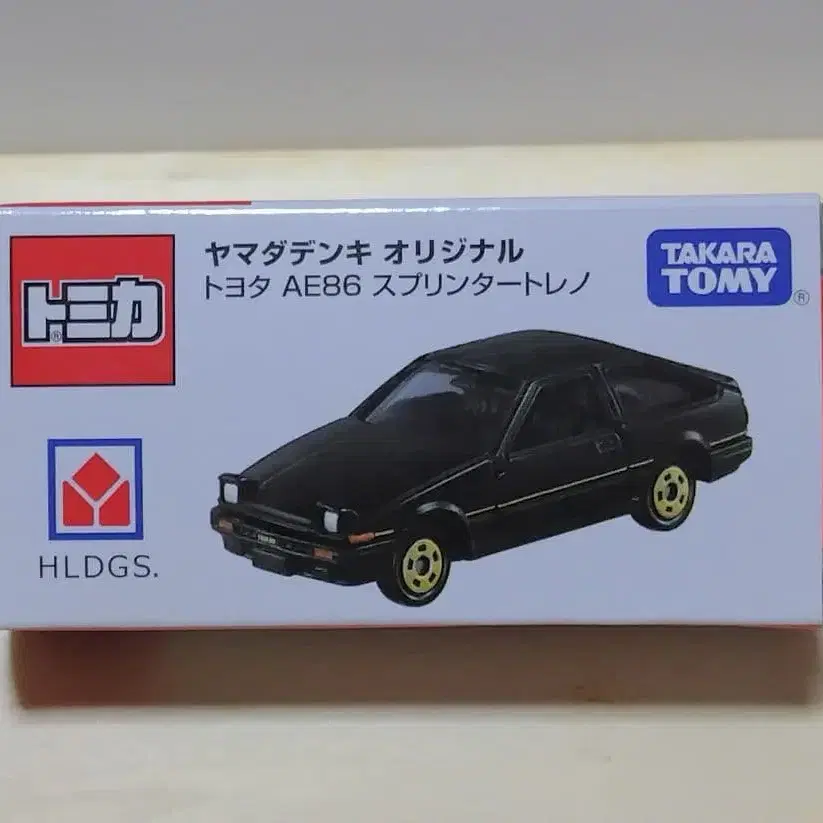 トミカ®
ヤマダデンキ オリジナル
トヨタ AE86 スプリンタートレノ
TAKARA
TOMY®
HLDGS.